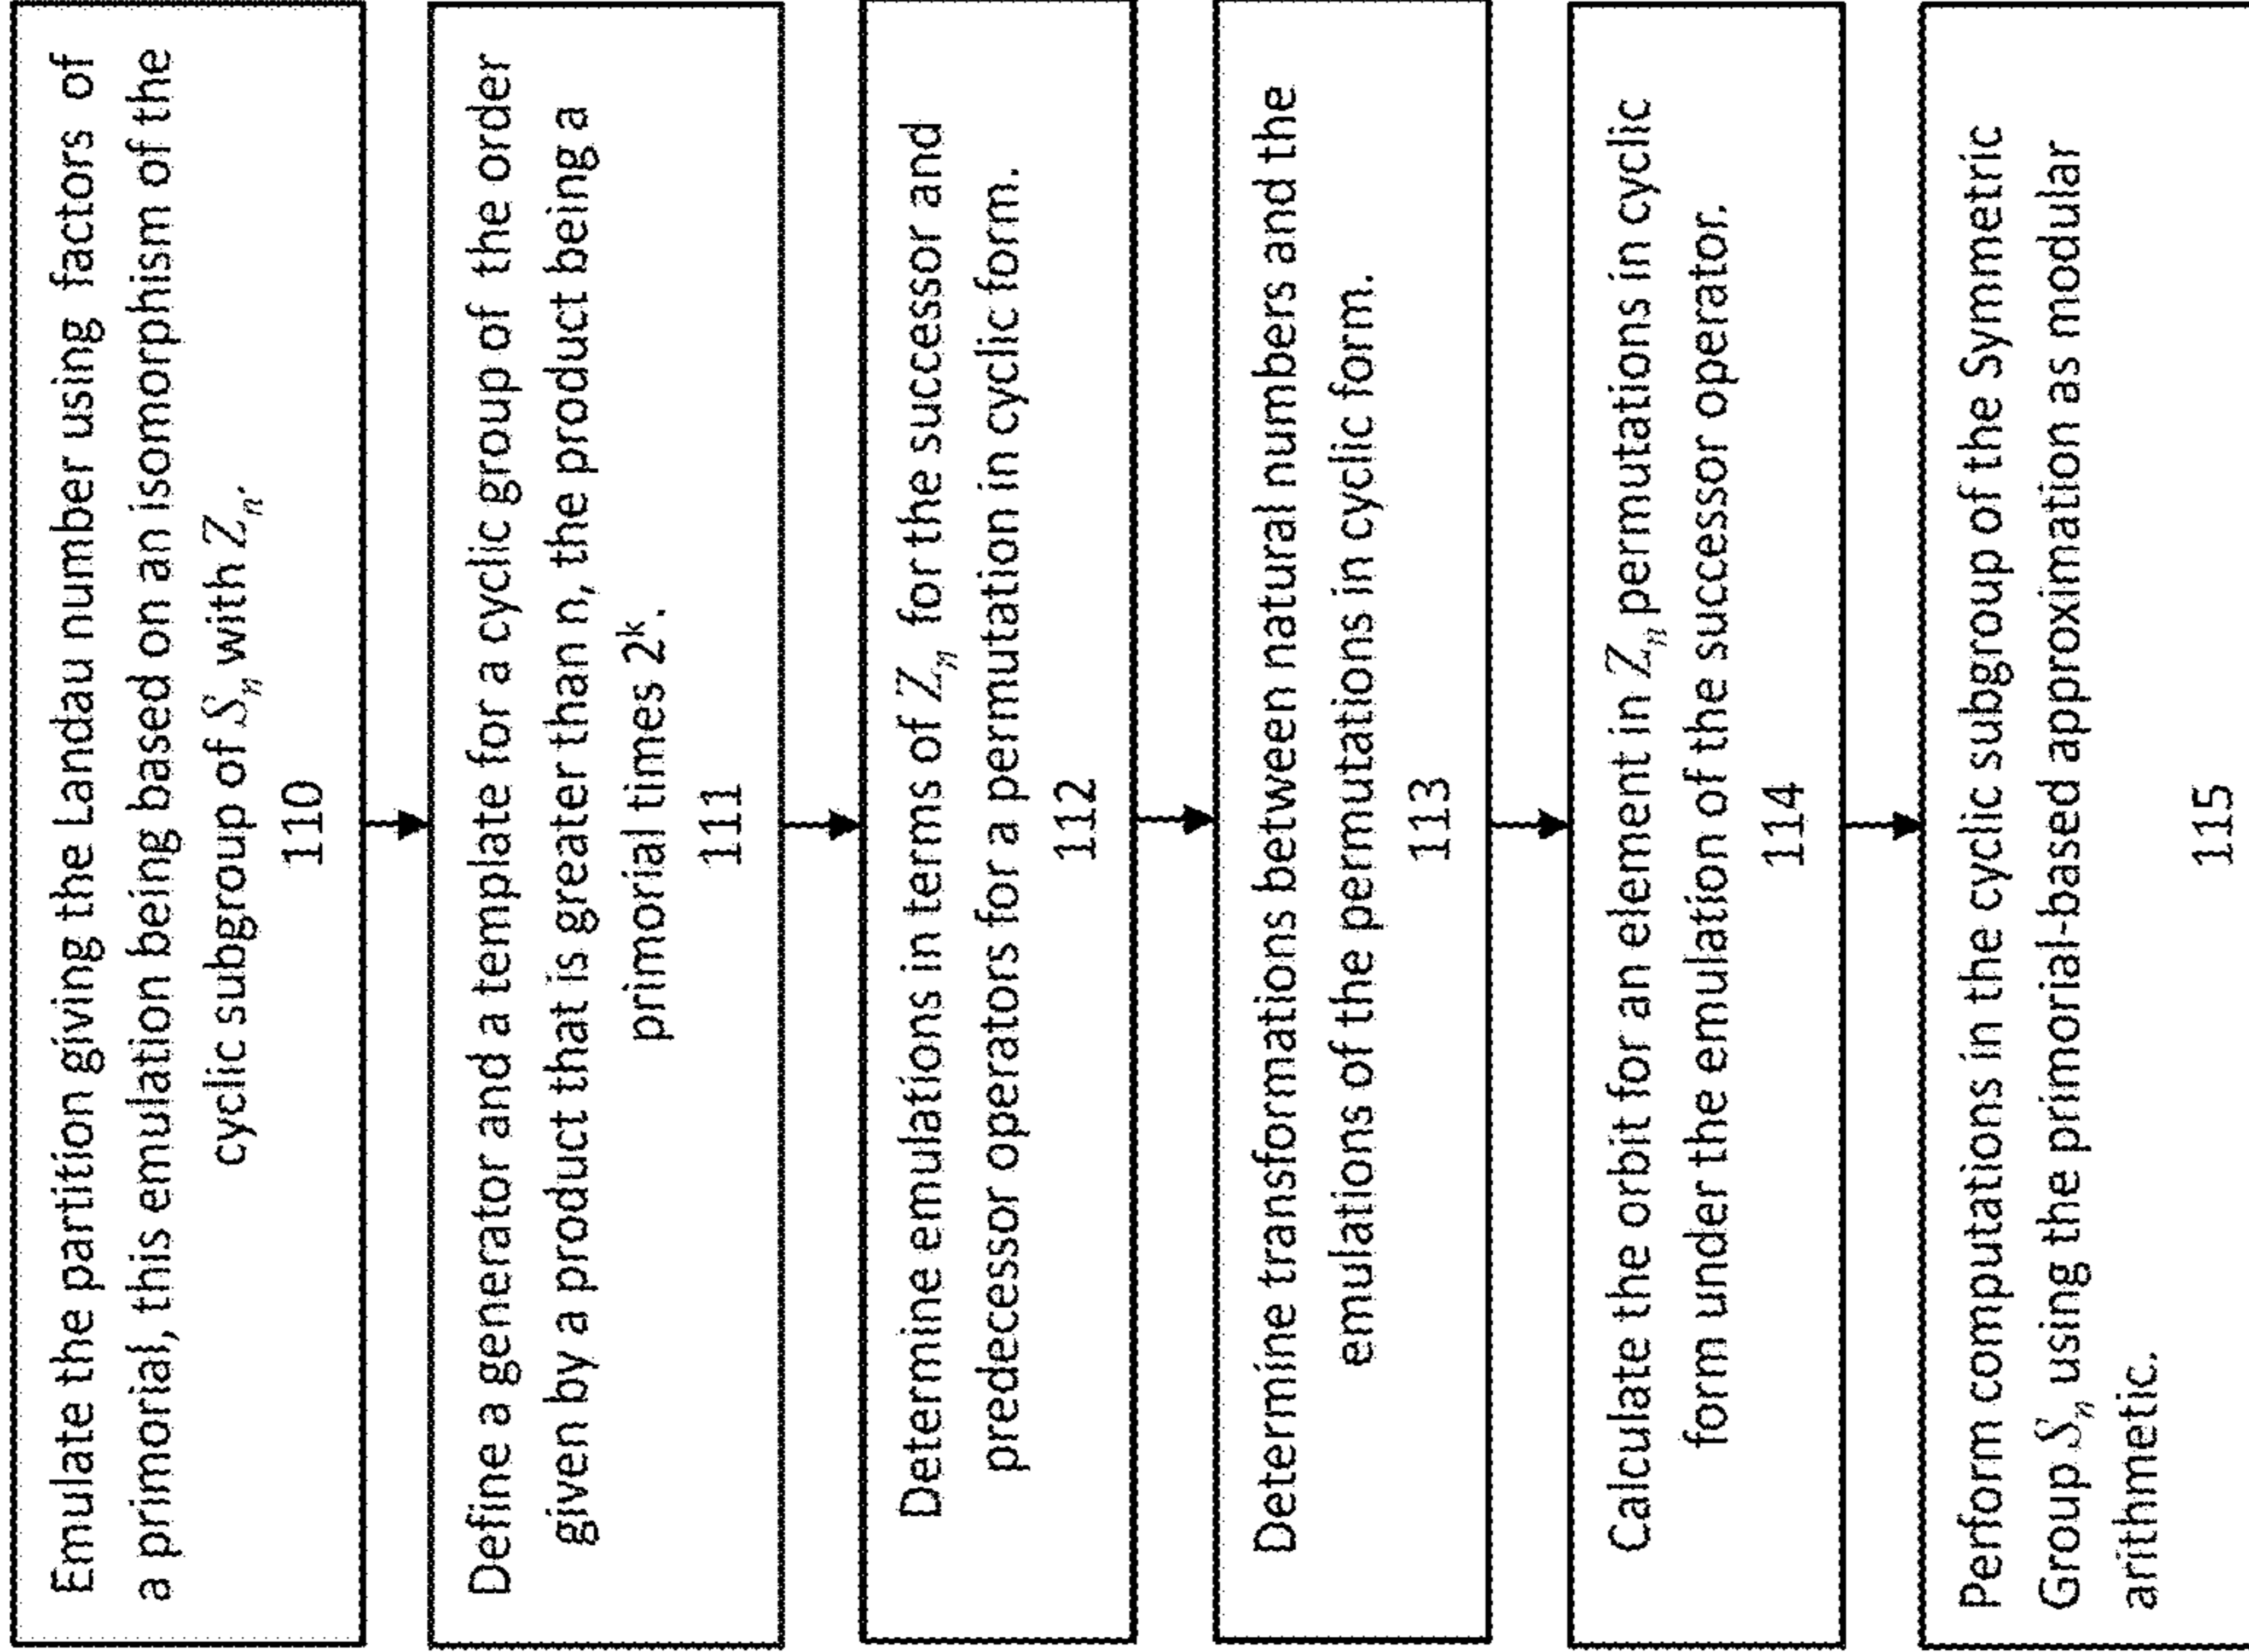 Emulate the partition giving the Landau number using factors of
a primorial, this emulation being based on an isomorphism of the
cyclic subgroup of Sₙ with Zₙ.
110
Define a generator and a template for a cyclic group of the order
given by a product that is greater than n, the product being a
primorial times 2ᵏ.
111
Determine emulations in terms of Zₙ for the successor and
predecessor operators for a permutation in cyclic form.
112
Determine transformations between natural numbers and the
emulations of the permutations in cyclic form.
113
Calculate the orbit for an element in Zₙ permutations in cyclic
form under the emulation of the successor operator.
114
Perform computations in the cyclic subgroup of the Symmetric
Group Sₙ using the primorial-based approximation as modular
arithmetic.
115